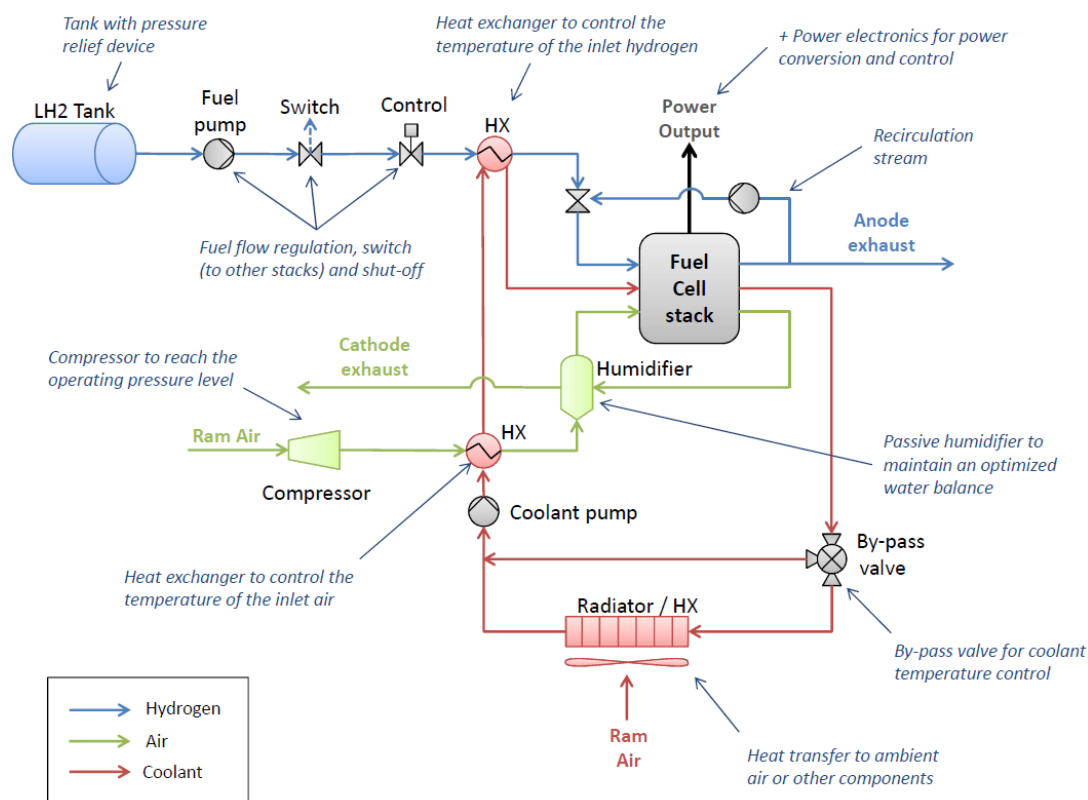 Tank with pressure
relief device
Heat exchanger to control the
temperature of the inlet hydrogen
+ Power electronics for power
conversion and control
LH2 Tank
Fuel
pump
Switch
Control
HX
Power
Output
Recirculation
stream
Fuel flow regulation, switch
(to other stacks) and shut-off
Anode
exhaust
Fuel
Cell
stack
Compressor to reach the
operating pressure level
Cathode
exhaust
Humidifier
Ram Air
HX
Compressor
Passive humidifier to
maintain an optimized
water balance
Coolant pump
By-pass
valve
Heat exchanger to control the
temperature of the inlet air
Radiator / HX
By-pass valve for coolant
temperature control
Ram
Air
Heat transfer to ambient
air or other components
Hydrogen
Air
Coolant